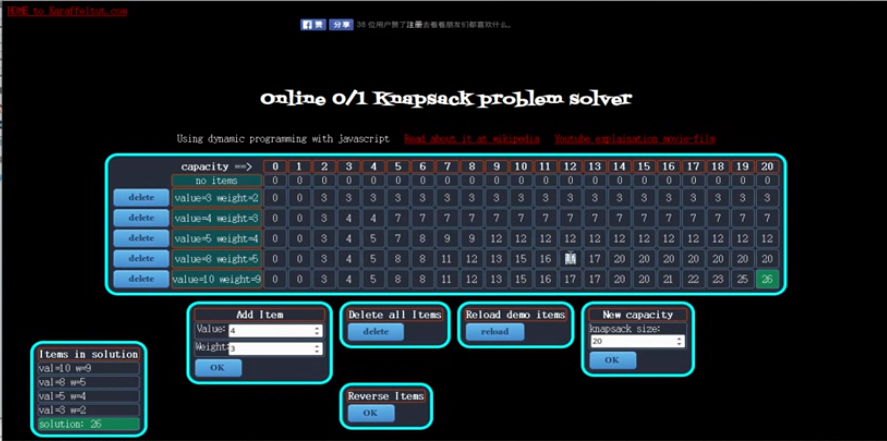 HOME to Karaffeltut.com
赞 分享 38 位用户赞了注册去看看朋友们都喜欢什么。
Online 0/1 Knapsack problem solver
Using dynamic programming with javascript Read about it at wikipedia Youtube explaination movie-file
capacity ==> 0 1 2 3 4 5 6 7 8 9 10 11 12 13 14 15 16 17 18 19 20
no items 0 0 0 0 0 0 0 0 0 0 0 0 0 0 0 0 0 0 0 0 0
delete value=3 weight=2 0 0 3 3 3 3 3 3 3 3 3 3 3 3 3 3 3 3 3 3 3
delete value=4 weight=3 0 0 3 4 4 7 7 7 7 7 7 7 7 7 7 7 7 7 7 7 7
delete value=5 weight=4 0 0 3 4 5 7 8 9 9 12 12 12 12 12 12 12 12 12 12 12 12
delete value=8 weight=5 0 0 3 4 5 8 8 11 12 13 15 16 17 20 20 20 20 20 20 20
delete value=10 weight=9 0 0 3 4 5 8 8 11 12 13 15 16 17 17 20 20 21 22 23 25 26
Add Item
Value: 4
Weight: 3
OK
Delete all Items
delete
Reload demo items
reload
New capacity
knapsack size:
20
OK
Items in solution
val=10 w=9
val=8 w=5
val=5 w=4
val=3 w=2
solution: 26
Reverse Items
OK